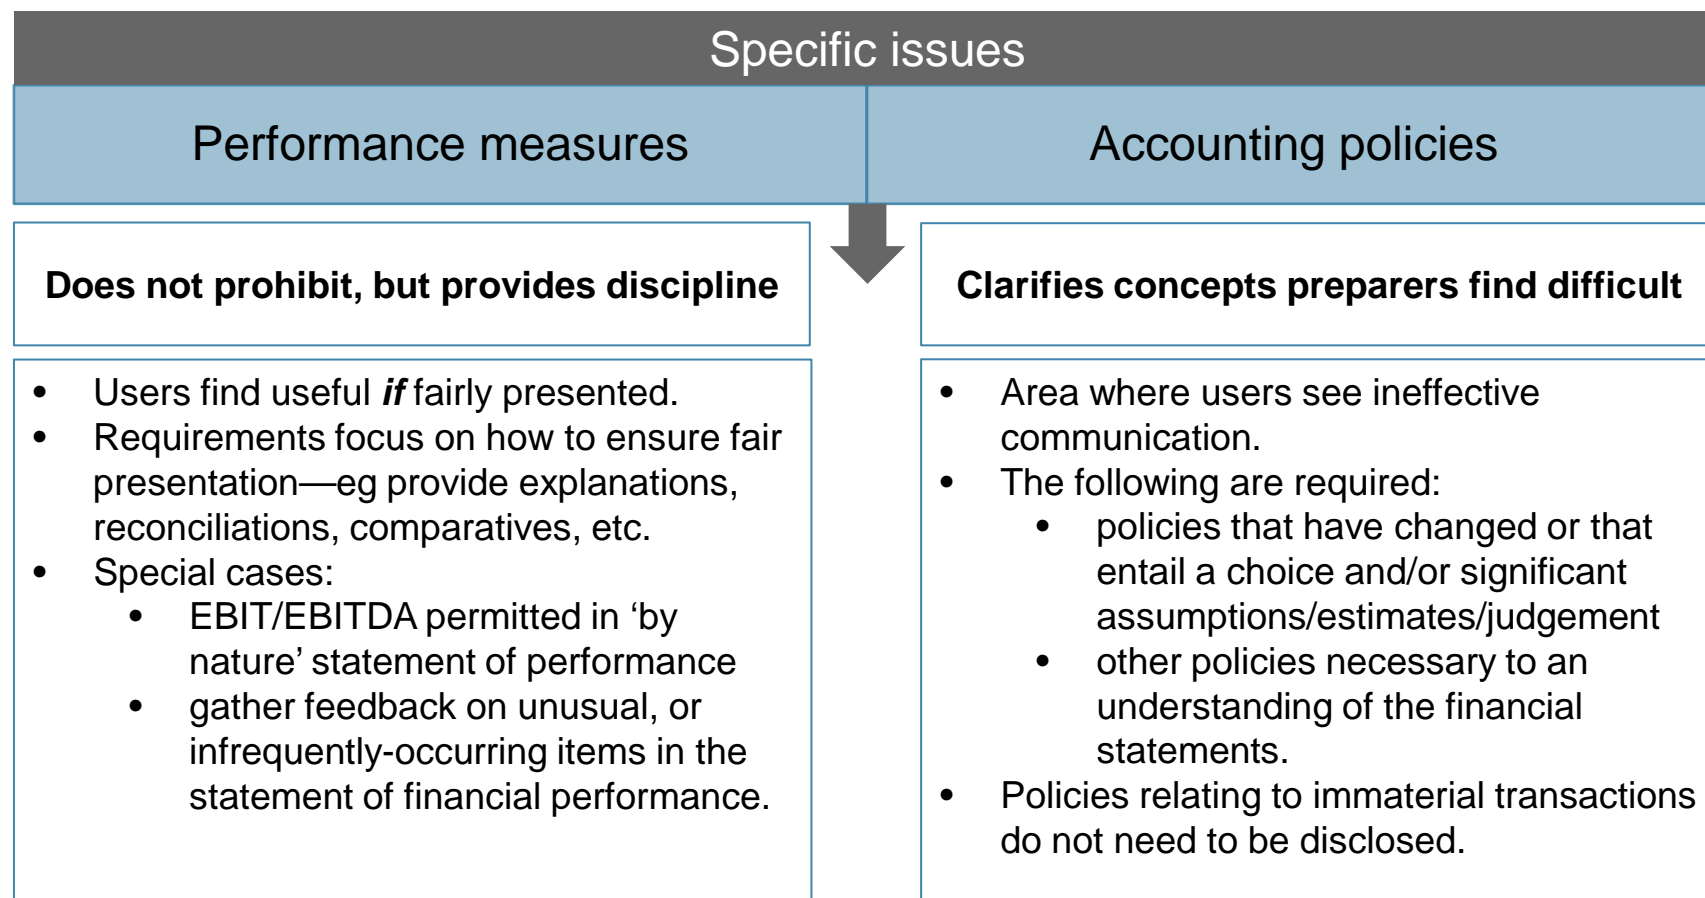 Specific issues
Performance measures
Accounting policies
Does not prohibit, but provides discipline
Clarifies concepts preparers find difficult
• Users find useful if fairly presented.
• Requirements focus on how to ensure fair
presentation—eg provide explanations,
reconciliations, comparatives, etc.
• Special cases:
• EBIT/EBITDA permitted in ‘by
nature’ statement of performance
• gather feedback on unusual, or
infrequently-occurring items in the
statement of financial performance.
• Area where users see ineffective
communication.
• The following are required:
• policies that have changed or that
entail a choice and/or significant
assumptions/estimates/judgement
• other policies necessary to an
understanding of the financial
statements.
• Policies relating to immaterial transactions
do not need to be disclosed.